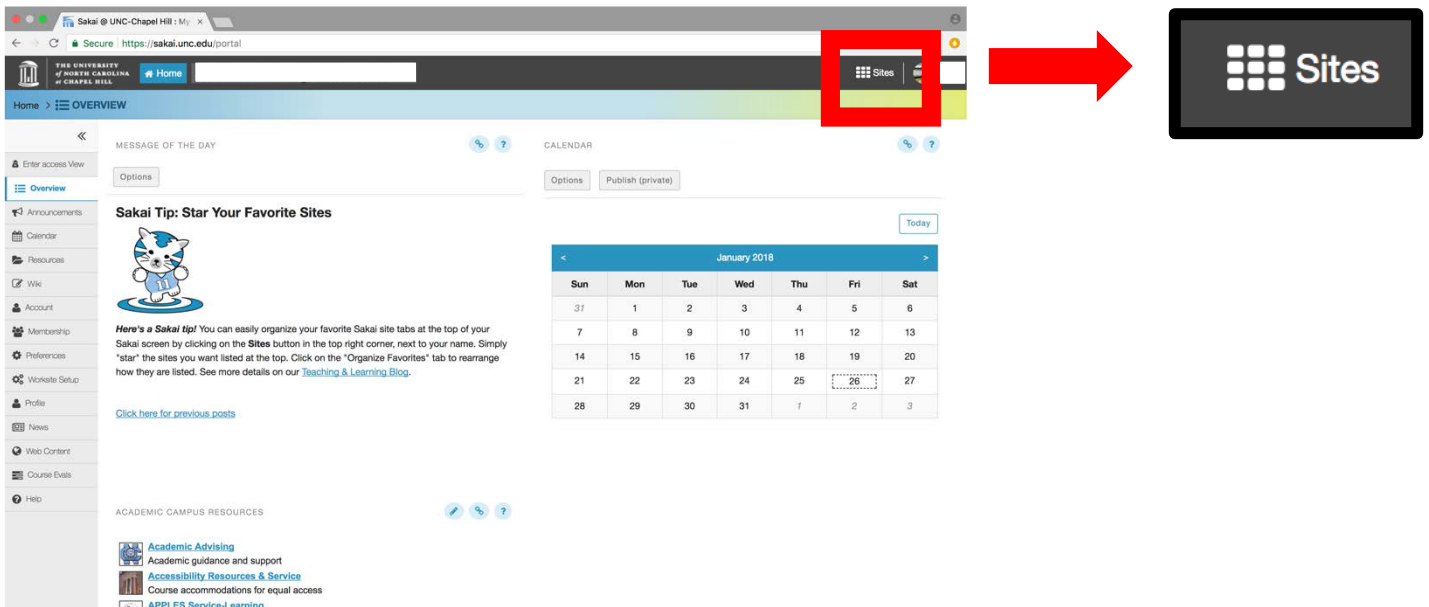 Sakai @ UNC-Chapel Hill : My ×
Secure https://sakai.unc.edu/portal
THE UNIVERSITY
of NORTH CAROLINA
at CHAPEL HILL
Home
Sites
Sites
Home > OVERVIEW
Enter access View
Overview
Announcements
Calendar
Resources
Wiki
Account
Membership
Preferences
Worksite Setup
Profile
News
Web Content
Course Evals
Help
MESSAGE OF THE DAY
?
Options
Sakai Tip: Star Your Favorite Sites
11
Here's a Sakai tip! You can easily organize your favorite Sakai site tabs at the top of your
Sakai screen by clicking on the Sites button in the top right corner, next to your name. Simply
"star" the sites you want listed at the top. Click on the "Organize Favorites" tab to rearrange
how they are listed. See more details on our Teaching & Learning Blog.
Click here for previous posts
ACADEMIC CAMPUS RESOURCES
?
Academic Advising
Academic guidance and support
Accessibility Resources & Service
Course accommodations for equal access
APPLES Service-Learning
CALENDAR
?
Options Publish (private)
Today
< January 2018 >
Sun Mon Tue Wed Thu Fri Sat
31 1 2 3 4 5 6
7 8 9 10 11 12 13
14 15 16 17 18 19 20
21 22 23 24 25 26 27
28 29 30 31 1 2 3